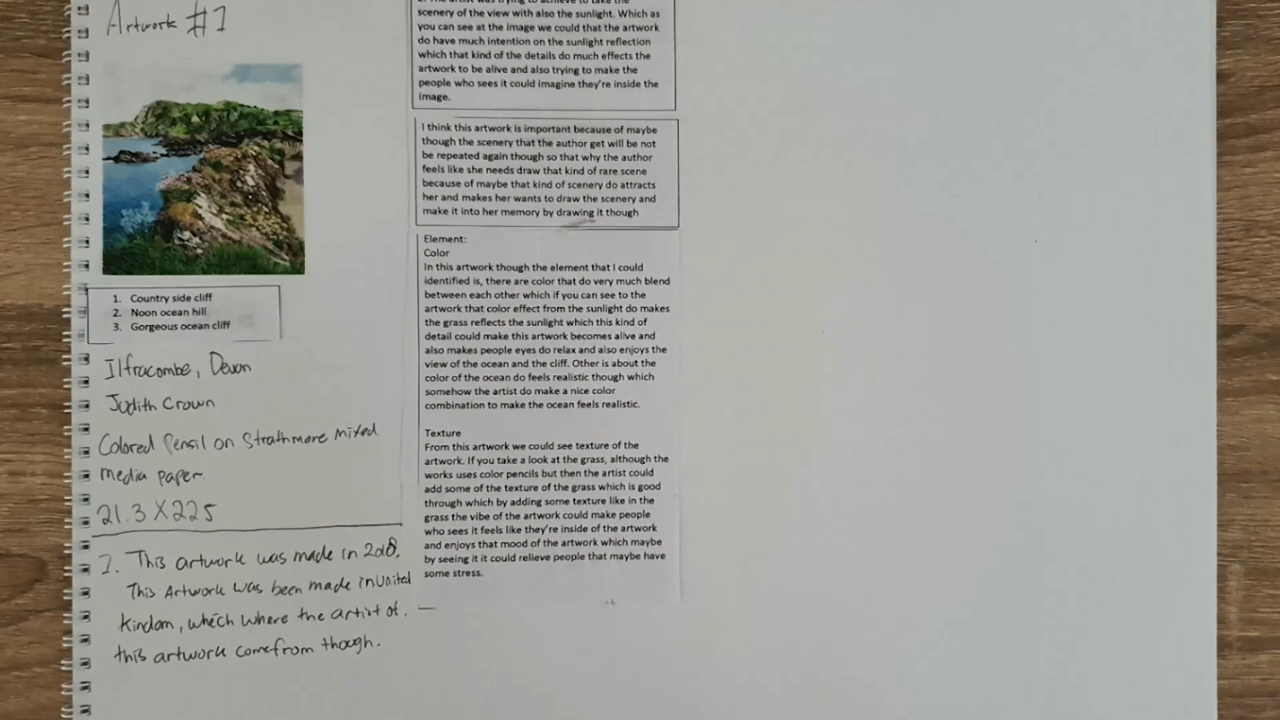 Artwork #1
1. Country side cliff
2. Noon ocean hill
3. Gorgeous ocean cliff
Ilfracombe, Devon
Judith Crown
Colored Pensil on Strathmore Mixed
Media paper
21.3 X 22.5
2. This artwork was made in 2018.
This Artwork was been made in United
Kindom, which where the artist of
this artwork come from though.
scenery of the view with also the sunlight. Which as
you can see at the image we could that the artwork
do have much intention on the sunlight reflection
which that kind of the details do much effects the
artwork to be alive and also trying to make the
people who sees it could imagine they're inside the
image.
I think this artwork is important because of maybe
though the scenery that the author get will be not
be repeated again though so that why the author
feels like she needs draw that kind of rare scene
because of maybe that kind of scenery do attracts
her and makes her wants to draw the scenery and
make it into her memory by drawing it though
Element:
Color
In this artwork though the element that I could
identified is, there are color that do very much blend
between each other which if you can see to the
artwork that color effect from the sunlight do makes
the grass reflects the sunlight which this kind of
detail could make this artwork becomes alive and
also makes people eyes do relax and also enjoys the
view of the ocean and the cliff. Other is about the
color of the ocean do feels realistic though which
somehow the artist do make a nice color
combination to make the ocean feels realistic.
Texture
From this artwork we could see texture of the
artwork. If you take a look at the grass, although the
works uses color pencils but then the artist could
add some of the texture of the grass which is good
through which by adding some texture like in the
grass the vibe of the artwork could make people
who sees it feels like they're inside of the artwork
and enjoys that mood of the artwork which maybe
by seeing it it could relieve people that maybe have
some stress.